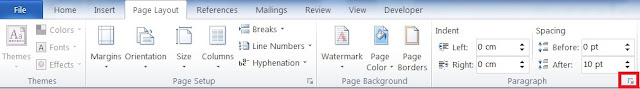 File Home Insert Page Layout References Mailings Review View Developer
Themes Colors Fonts Effects
Themes
Margins Orientation Size Columns Breaks Line Numbers Hyphenation
Page Setup
Watermark Page Color Page Borders
Page Background
Indent Spacing
Left: 0 cm Before: 0 pt
Right: 0 cm After: 10 pt
Paragraph